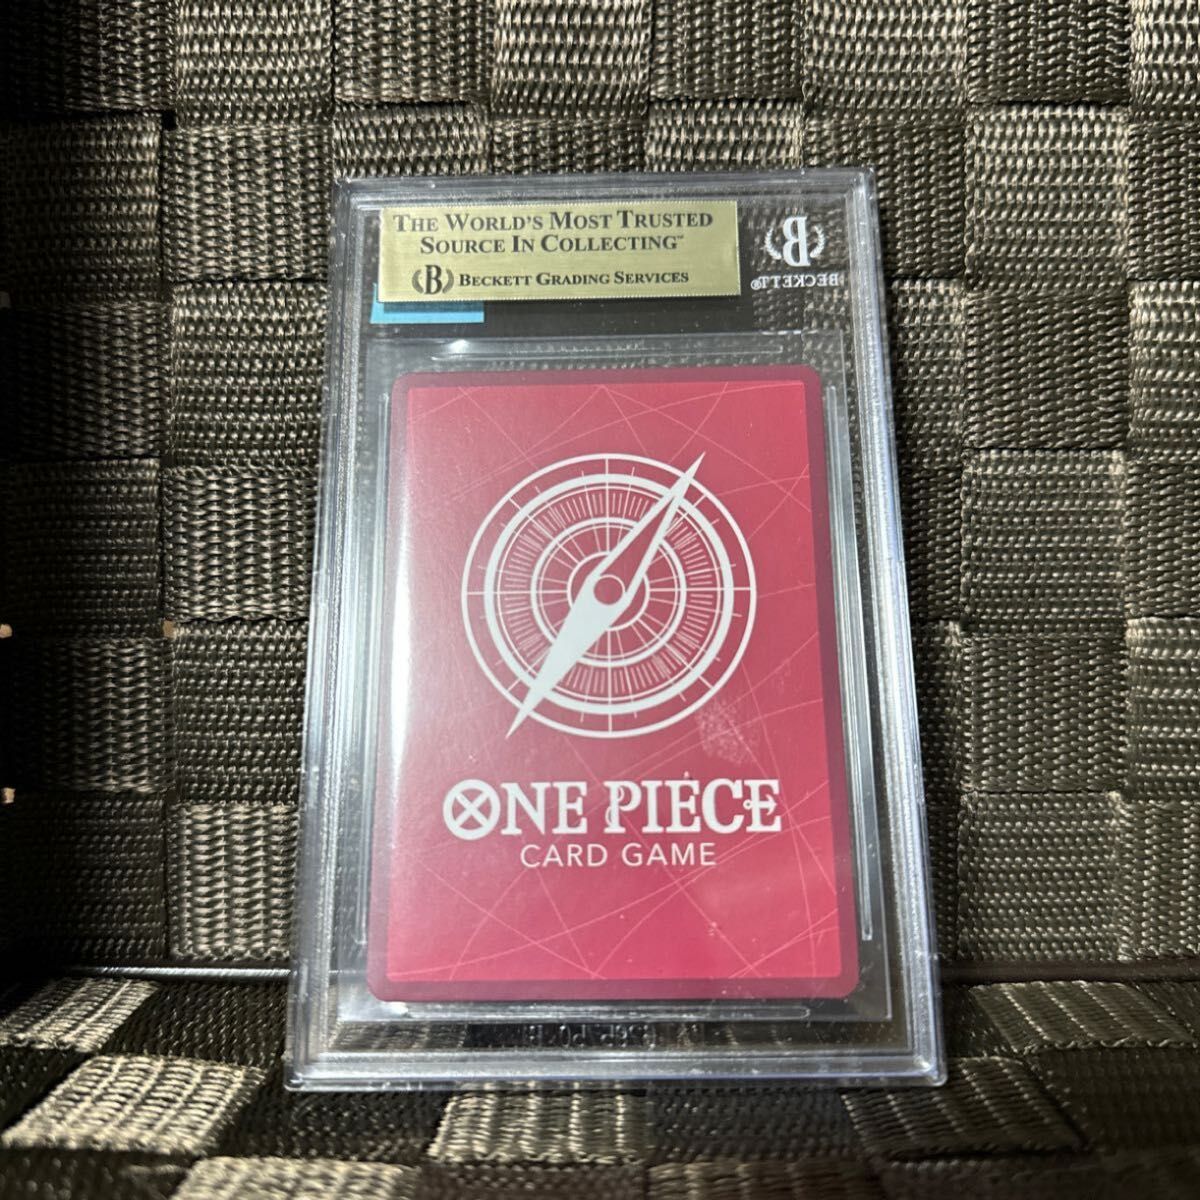 THE WORLD'S MOST TRUSTED
SOURCE IN COLLECTING™
B BECKETT GRADING SERVICES
B
BECKETT®
ONE PIECE
CARD GAME